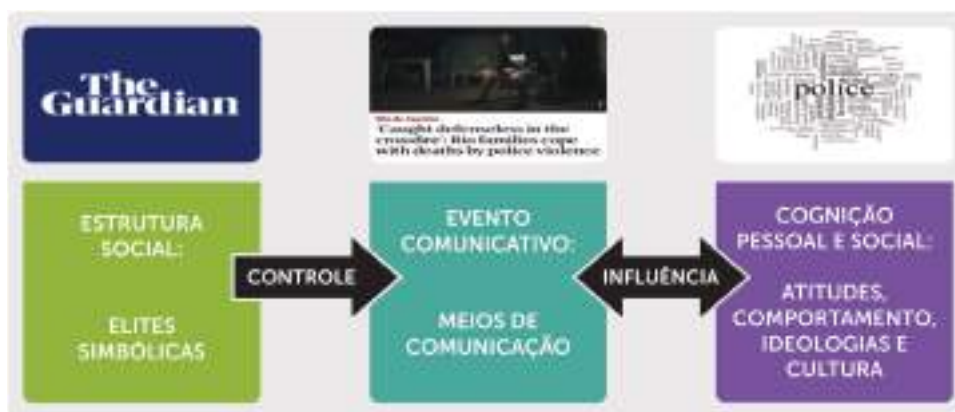 The
Guardian
'Caught defenseless in the
crossfire': Rio families cope
with deaths by police violence
police
ESTRUTURA
SOCIAL:
ELITES
SIMBÓLICAS
CONTROLE
EVENTO
COMUNICATIVO:
MEIOS DE
COMUNICAÇÃO
INFLUÊNCIA
COGNIÇÃO
PESSOAL E SOCIAL:
ATITUDES,
COMPORTAMENTO,
IDEOLOGIAS E
CULTURA